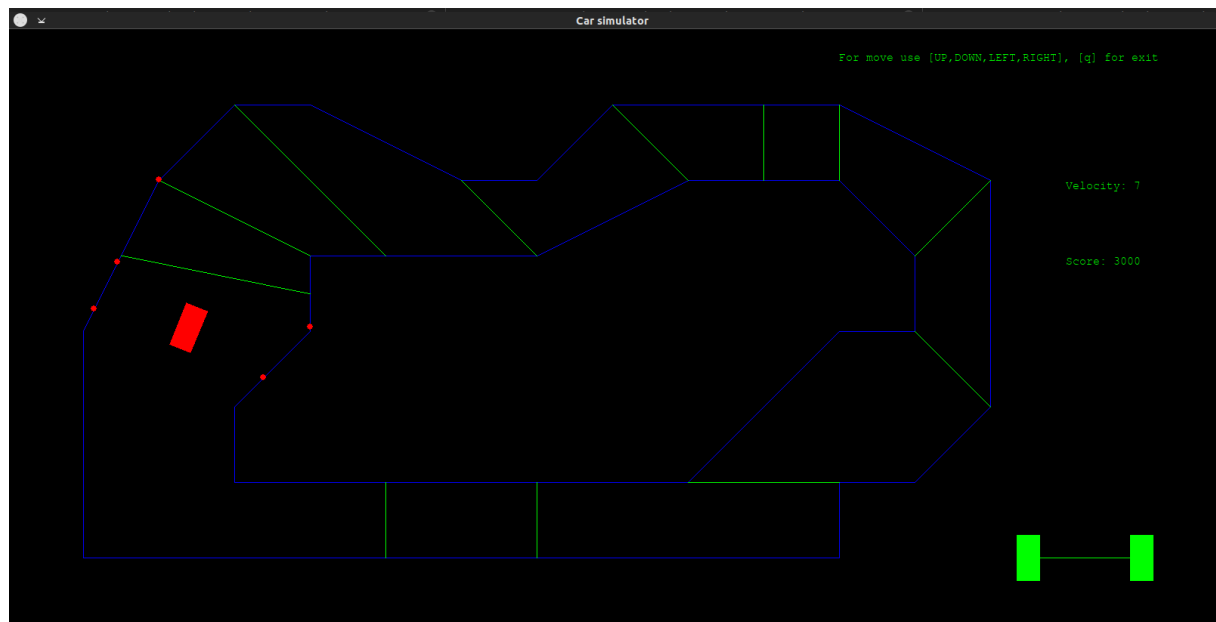 Car simulator
For move use [UP,DOWN,LEFT,RIGHT], [q] for exit
Velocity: 7
Score: 3000